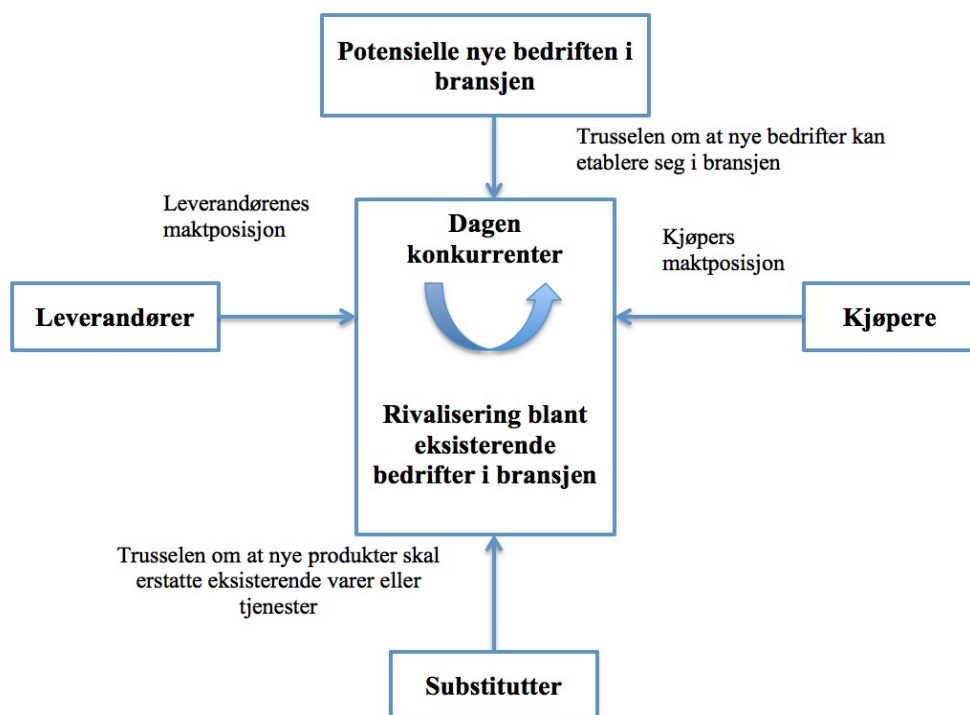 Potensielle nye bedriften i
bransjen
Trusselen om at nye bedrifter kan
etablere seg i bransjen
Leverandørenes
maktposisjon
Dagen
konkurrenter
Kjøpers
maktposisjon
Leverandører
Kjøpere
Rivalisering blant
eksisterende
bedrifter i bransjen
Trusselen om at nye produkter skal
erstatte eksisterende varer eller
tjenester
Substitutter